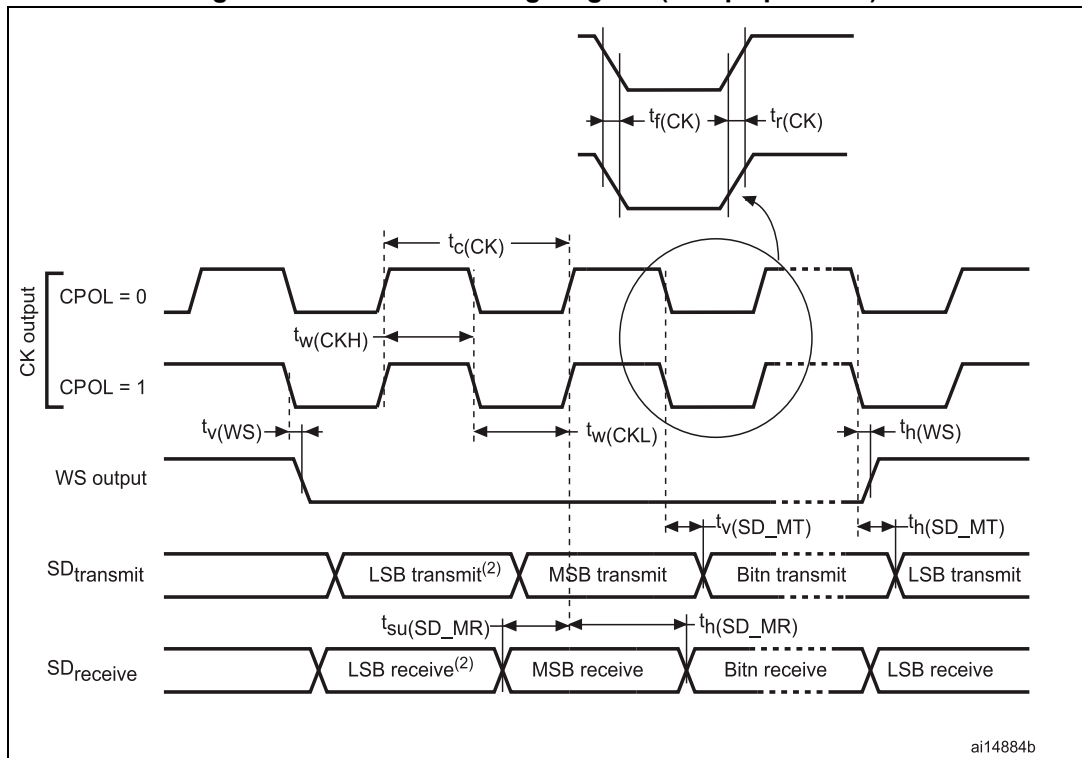 tf(CK)
tr(CK)
tc(CK)
CK output
CPOL = 0
tw(CKH)
CPOL = 1
tv(WS)
tw(CKL)
th(WS)
WS output
tv(SD_MT)
th(SD_MT)
SDtransmit
LSB transmit(2)
MSB transmit
Bitn transmit
LSB transmit
tsu(SD_MR)
th(SD_MR)
SDreceive
LSB receive(2)
MSB receive
Bitn receive
LSB receive
ai14884b